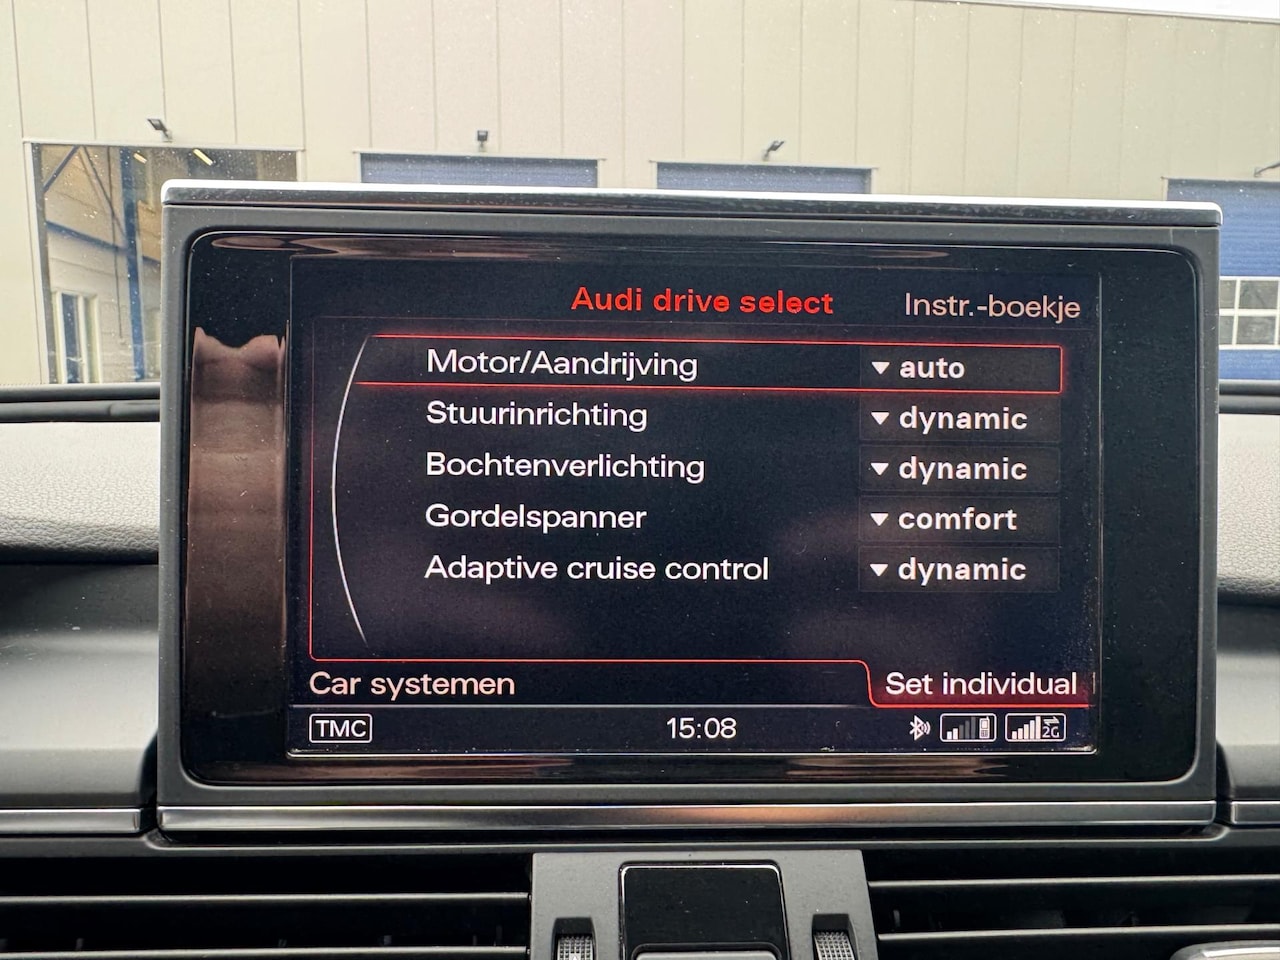 Audi drive select Instr.-boekje
Motor/Aandrijving auto
Stuurinrichting dynamic
Bochtenverlichting dynamic
Gordelspanner comfort
Adaptive cruise control dynamic
Car systemen Set individual
TMC 15:08 2G